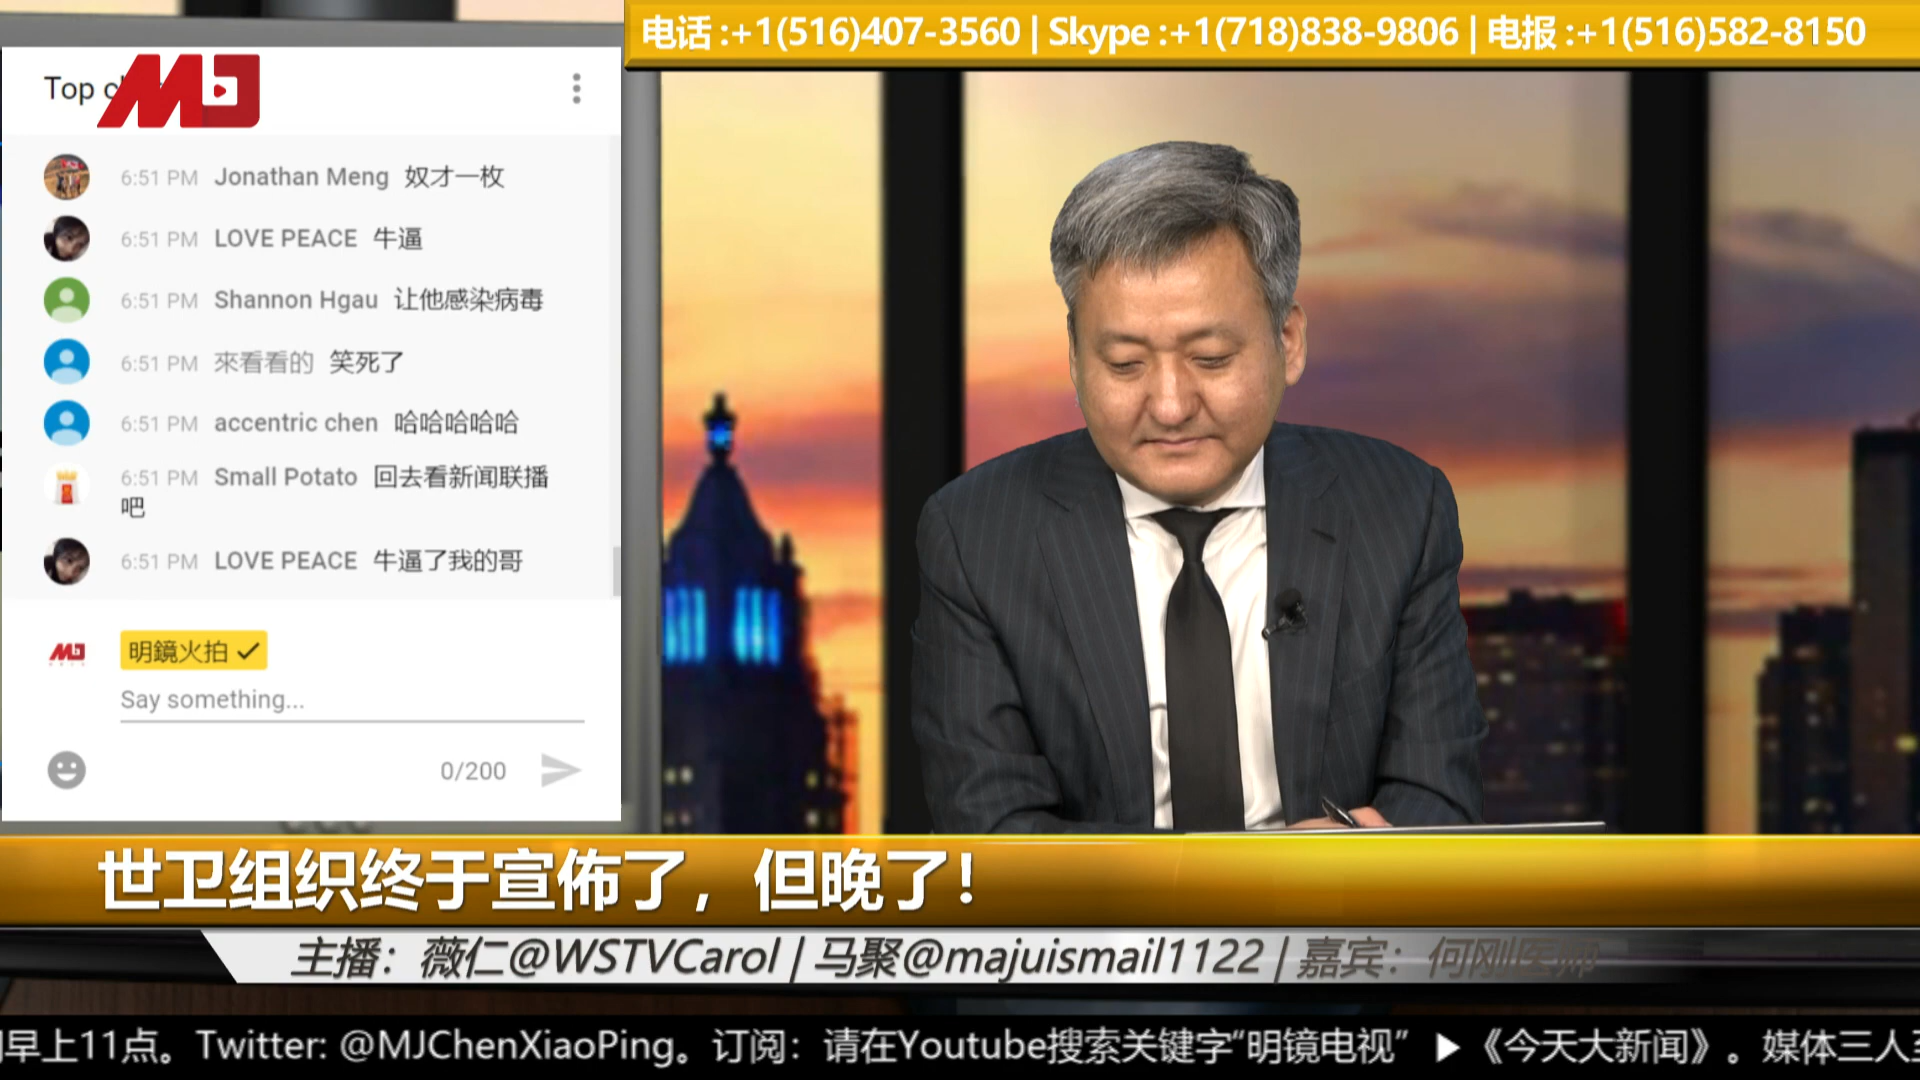 电话 :+1(516)407-3560 | Skype :+1(718)838-9806 | 电报 :+1(516)582-8150
Top
MJ
6:51 PM Jonathan Meng 奴才一枚
6:51 PM LOVE PEACE 牛逼
6:51 PM Shannon Hgau 让他感染病毒
6:51 PM 來看看的 笑死了
6:51 PM accentric chen 哈哈哈哈哈
6:51 PM Small Potato 回去看新闻联播
吧
6:51 PM LOVE PEACE 牛逼了我的哥
MJ 明鏡火拍
Say something...
0/200
世卫组织终于宣佈了，但晚了！
主播：薇仁@WSTVCarol | 马聚@majuismail1122 | 嘉宾：何刚医师
早上11点。Twitter: @MJChenXiaoPing。订阅：请在Youtube搜索关键字“明镜电视” ▶《今天大新闻》。媒体三人